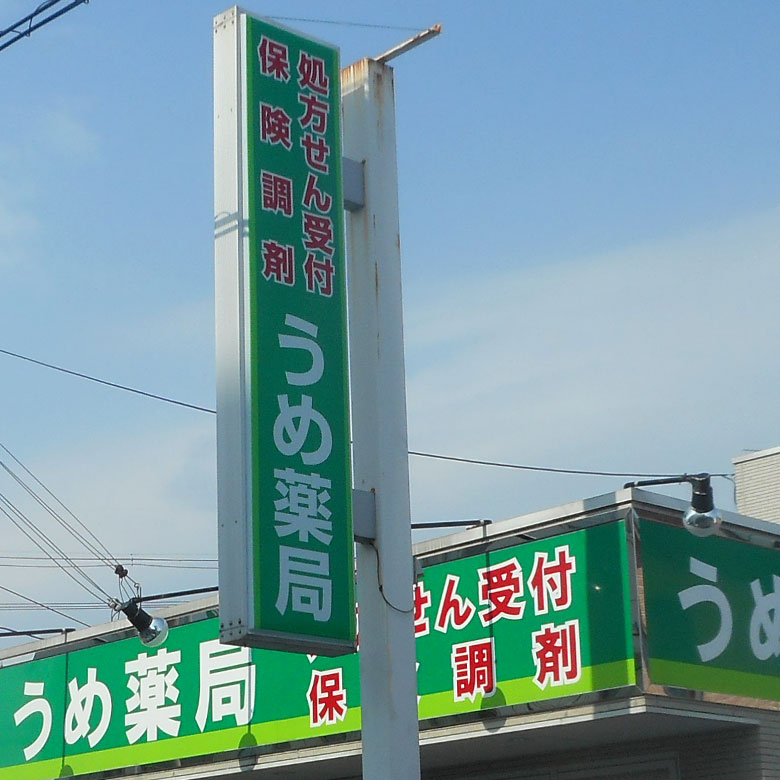 処方せん受付
保険調剤
うめ薬局
うめ薬局
せん受付
保 調剤
うめ